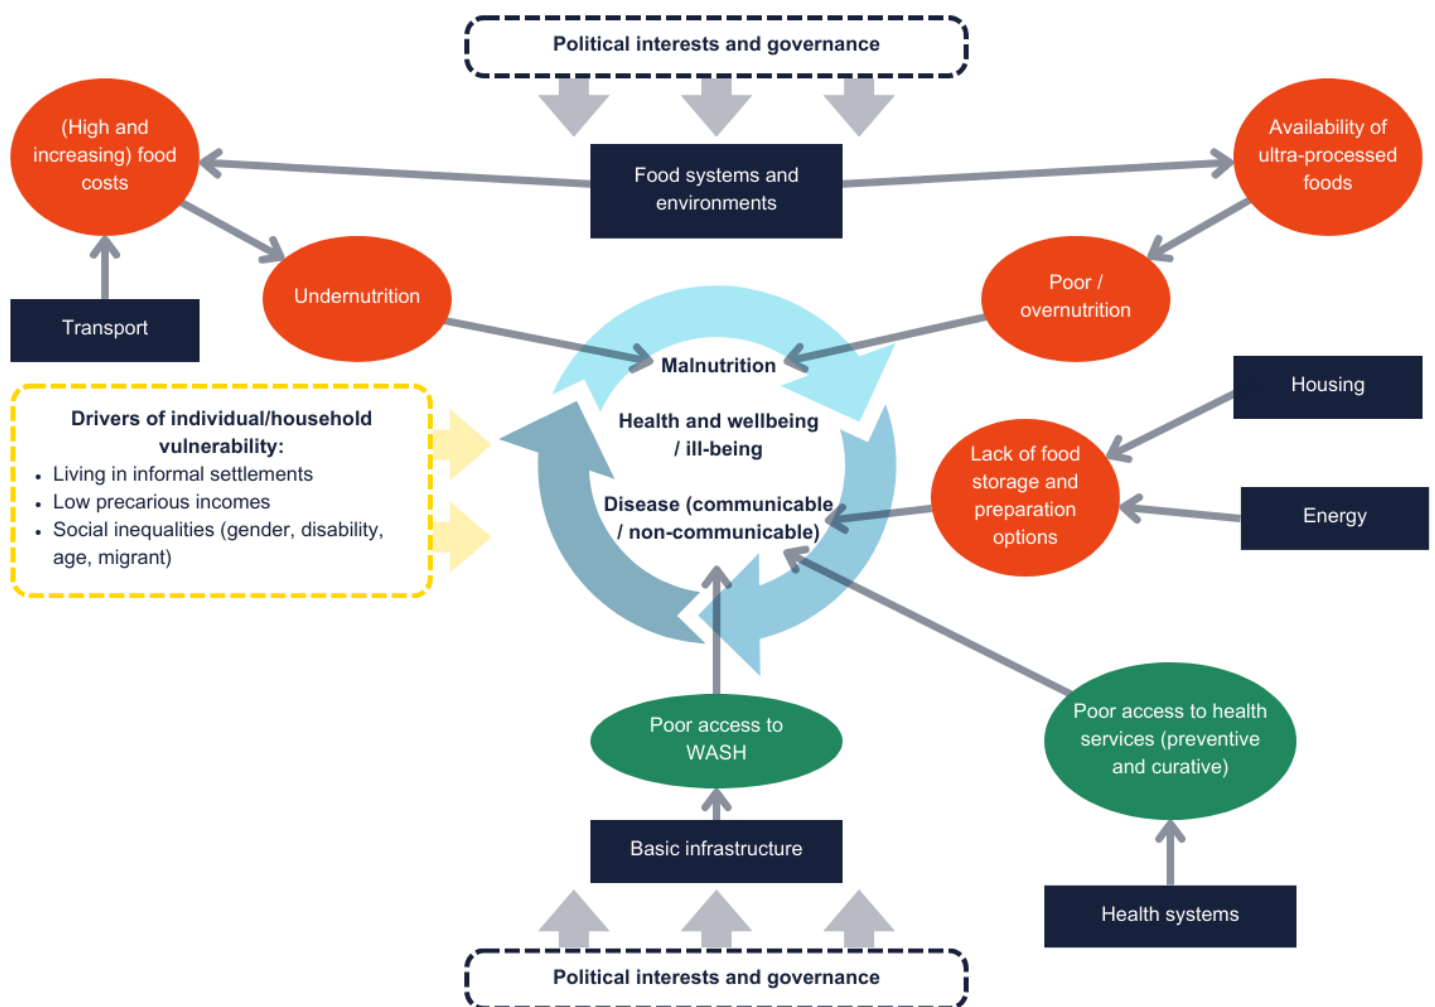 Political interests and governance
(High and
increasing) food
costs
Food systems and
environments
Availability of
ultra-processed
foods
Undernutrition
Poor /
overnutrition
Transport
Malnutrition
Housing
Drivers of individual/household
vulnerability:
• Living in informal settlements
• Low precarious incomes
• Social inequalities (gender, disability,
age, migrant)
Health and wellbeing
/ ill-being
Disease (communicable
/ non-communicable)
Lack of food
storage and
preparation
options
Energy
Poor access to
WASH
Poor access to health
services (preventive
and curative)
Basic infrastructure
Health systems
Political interests and governance